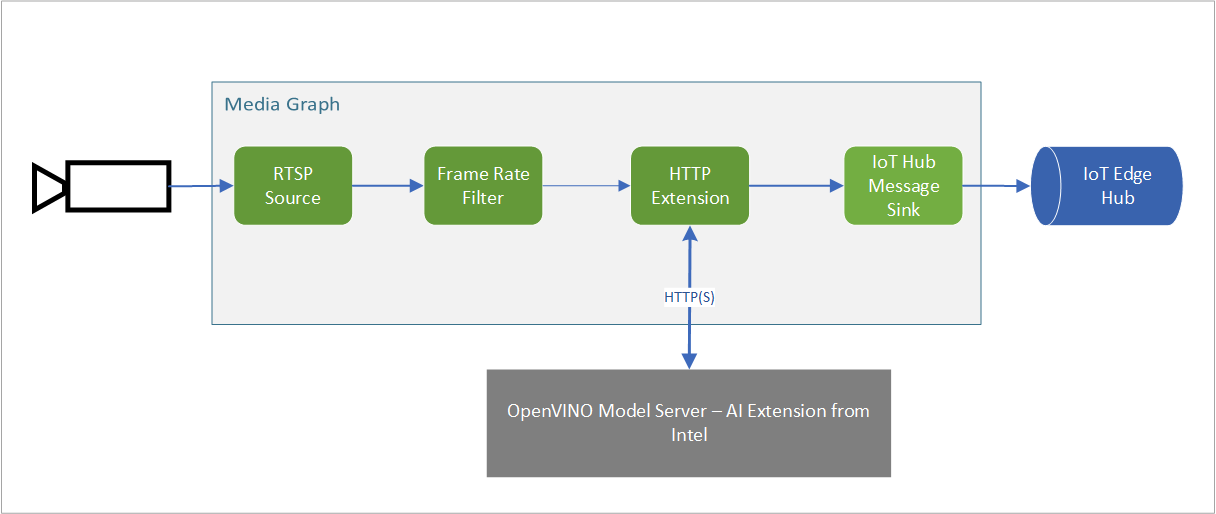 Media Graph
RTSP
Source
Frame Rate
Filter
HTTP
Extension
IoT Hub
Message
Sink
IoT Edge
Hub
HTTP(S)
OpenVINO Model Server – AI Extension from
Intel